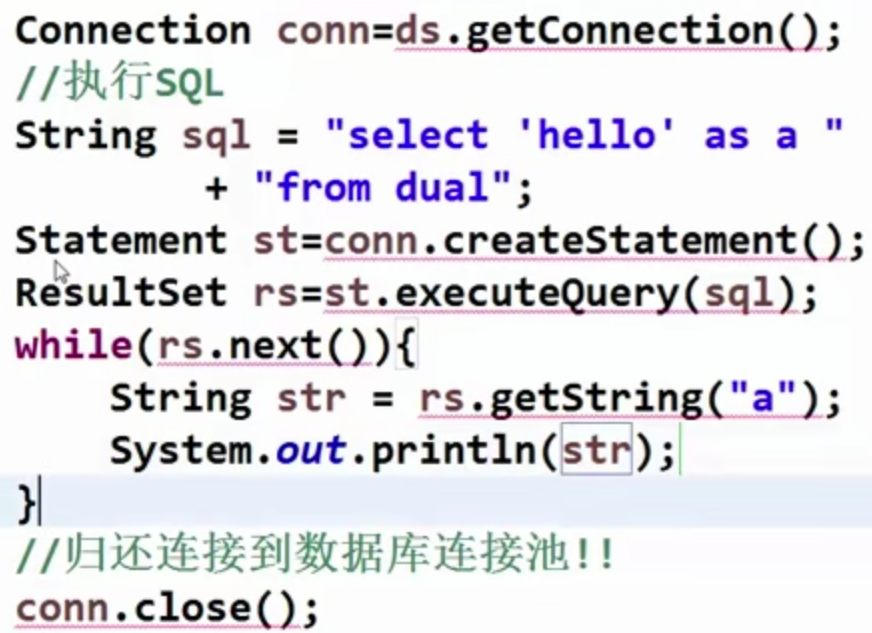 Connection conn=ds.getConnection();
//执行SQL
String sql = "select 'hello' as a "
+ "from dual";
Statement st=conn.createStatement();
ResultSet rs=st.executeQuery(sql);
while(rs.next()){
String str = rs.getString("a");
System.out.println(str);
}
//归还连接到数据库连接池!!
conn.close();